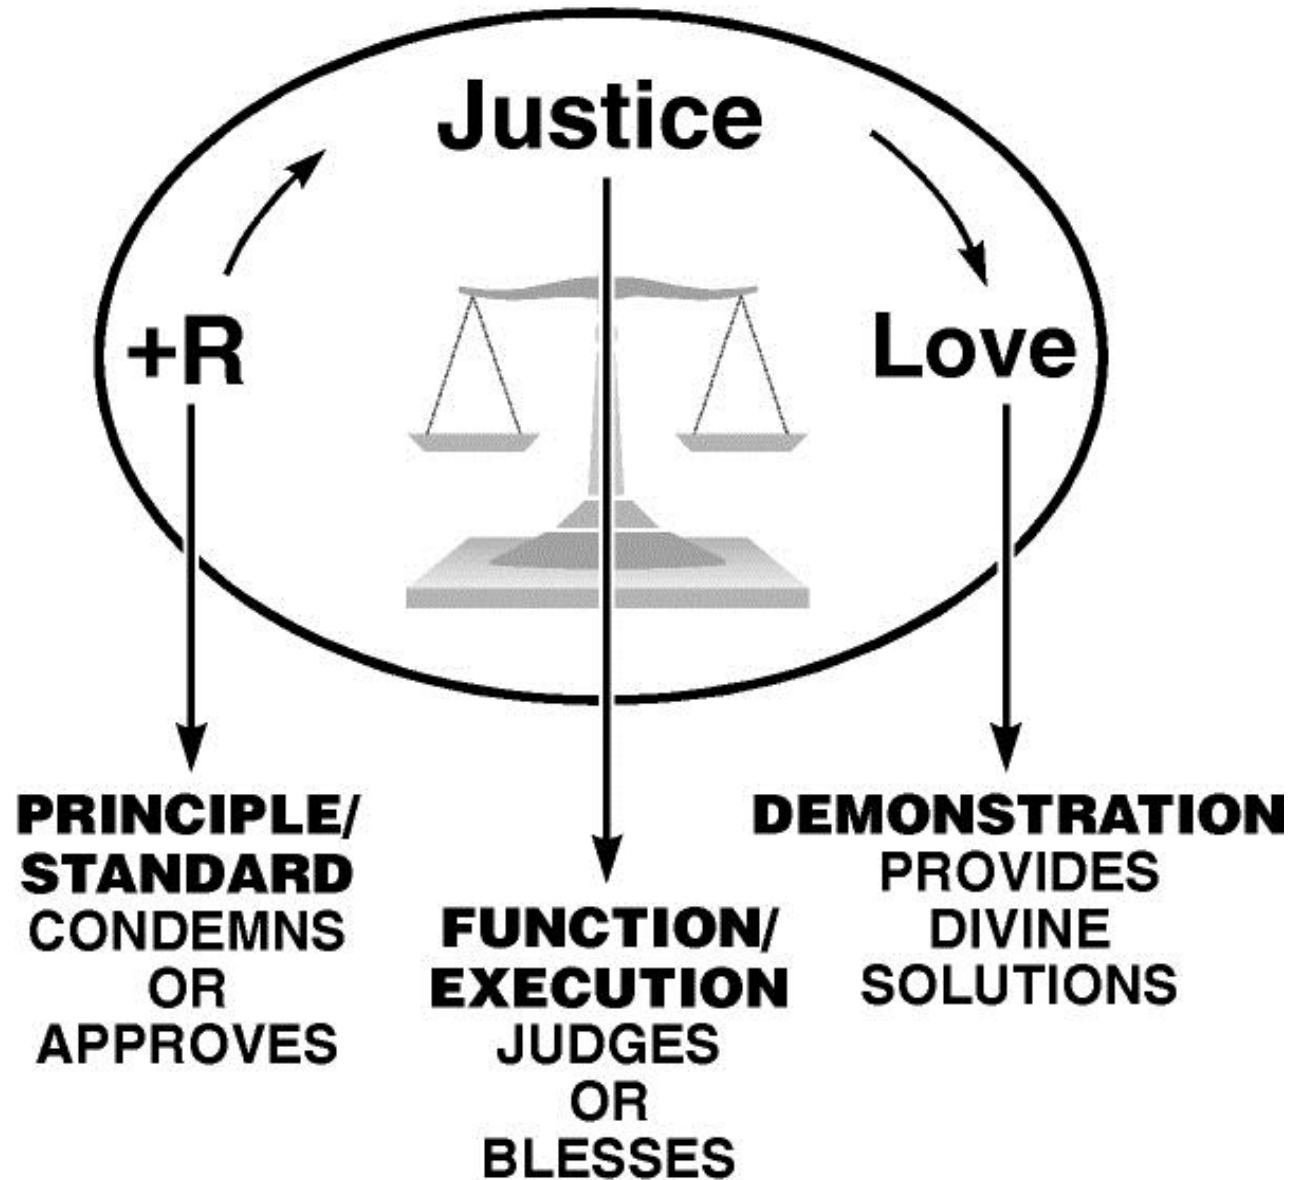 Justice
+R
Love
PRINCIPLE/
STANDARD
CONDEMNS
OR
APPROVES
FUNCTION/
EXECUTION
JUDGES
OR
BLESSES
DEMONSTRATION
PROVIDES
DIVINE
SOLUTIONS